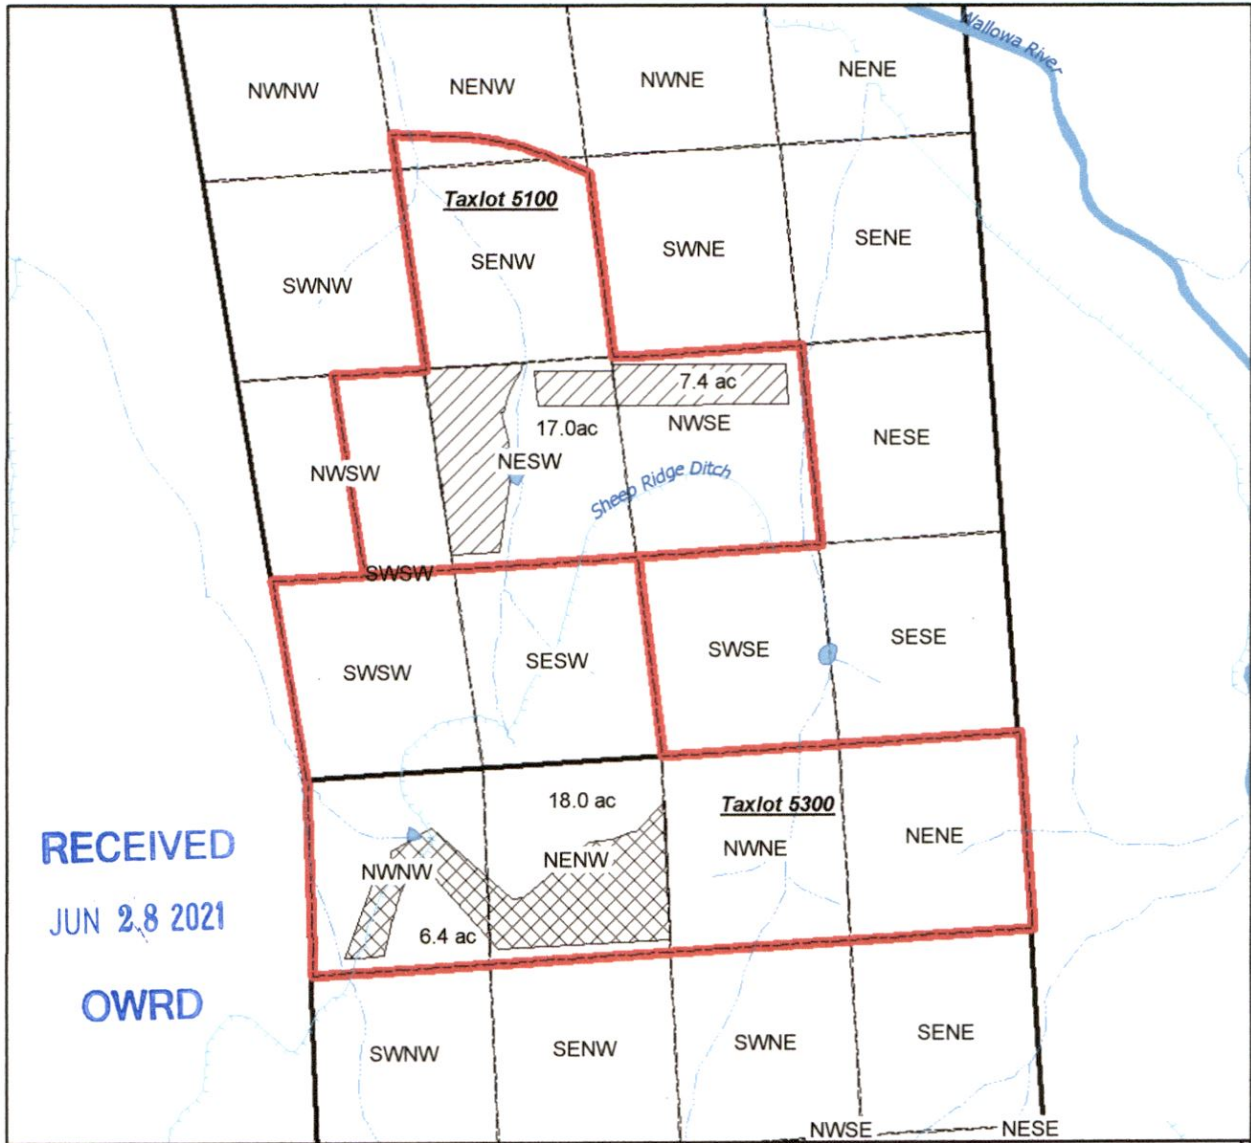 Wallowa River
NWNW
NENW
NWNE
NENE
Taxlot 5100
SWNW
SENW
SWNE
SENE
7.4 ac
17.0ac
NWSW
NESW
NWSE
NESE
Sheep Ridge Ditch
SWSW
SWSW
SESW
SWSE
SESE
18.0 ac
Taxlot 5300
NWNW
NENW
NWNE
NENE
6.4 ac
RECEIVED
JUN 28 2021
OWRD
SWNW
SENW
SWNE
SENE
NWSE
NESE